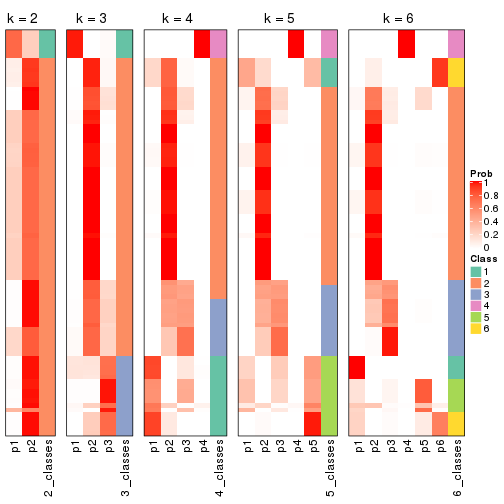 k = 2
k = 3
k = 4
k = 5
k = 6
Prob
1
0.8
0.6
0.4
0.2
0
Class
1
2
3
4
5
6
p1
p2
2_classes
p1
p2
p3
3_classes
p1
p2
p3
p4
4_classes
p1
p2
p3
p4
p5
5_classes
p1
p2
p3
p4
p5
p6
6_classes